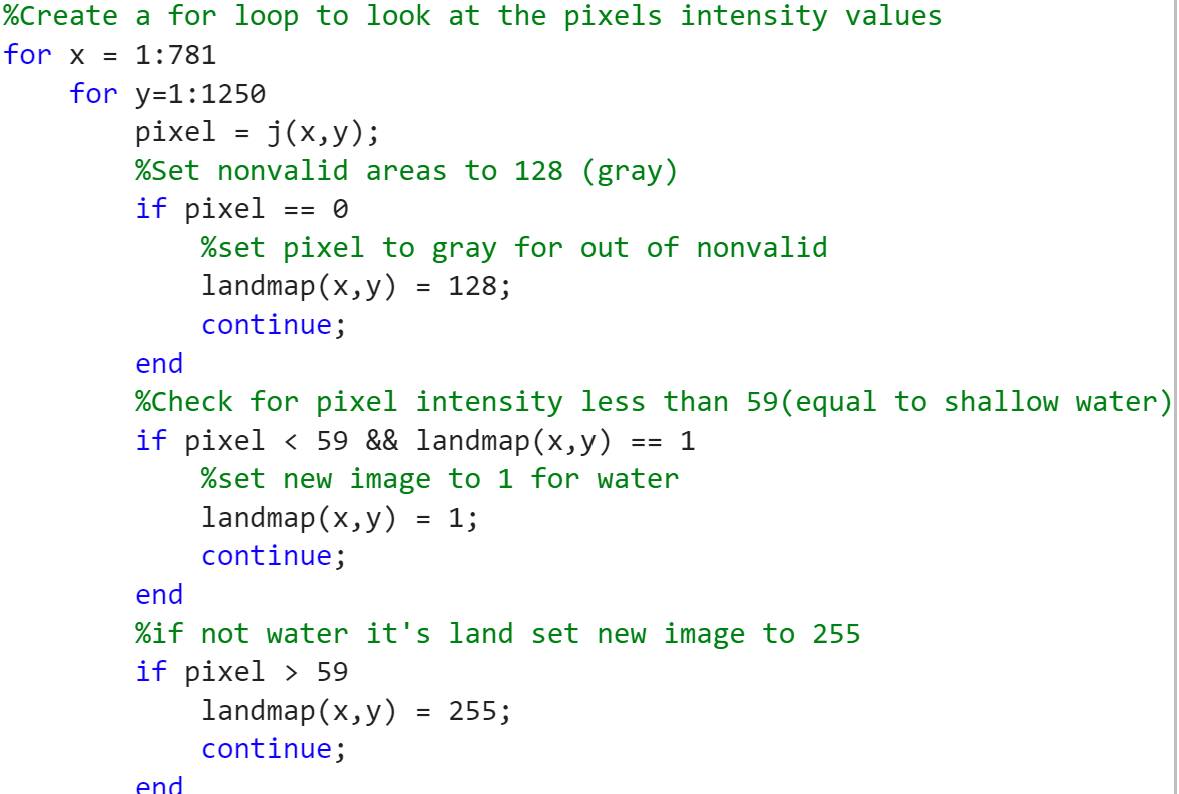 %Create a for loop to look at the pixels intensity values
for x = 1:781
    for y=1:1250
        pixel = j(x,y);
        %Set nonvalid areas to 128 (gray)
        if pixel == 0
            %set pixel to gray for out of nonvalid
            landmap(x,y) = 128;
            continue;
        end
        %Check for pixel intensity less than 59(equal to shallow water)
        if pixel < 59 && landmap(x,y) == 1
            %set new image to 1 for water
            landmap(x,y) = 1;
            continue;
        end
        %if not water it's land set new image to 255
        if pixel > 59
            landmap(x,y) = 255;
            continue;
        end